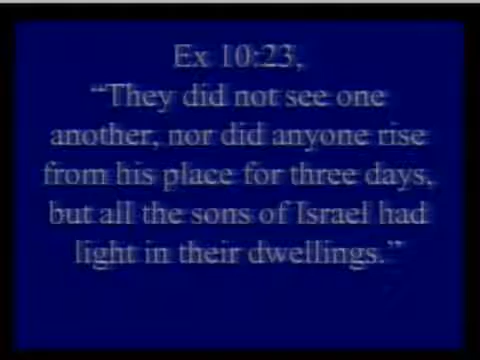 Ex 10:23,
“They did not see one
another, nor did anyone rise
from his place for three days,
but all the sons of Israel had
light in their dwellings.”